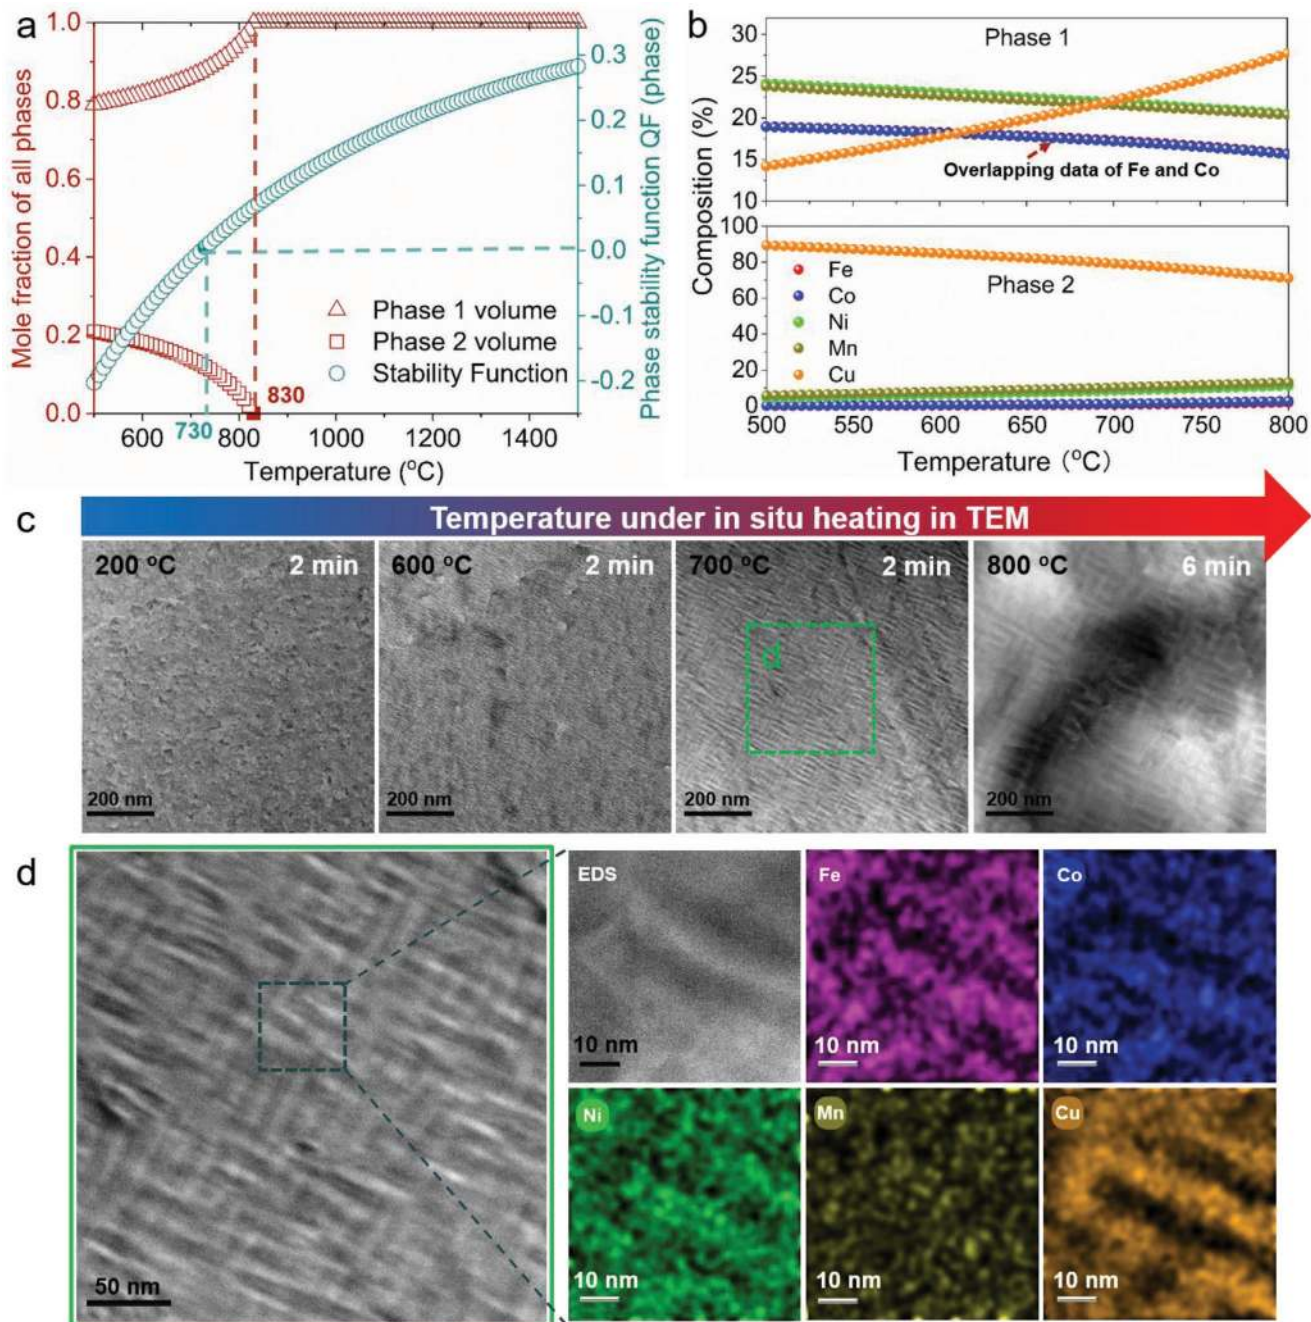 a
Mole fraction of all phases
1.0
0.8
0.6
0.4
0.2
0.0
600
800
1000
1200
1400
Temperature (°C)
0.3
0.2
0.1
0.0
-0.1
-0.2
Phase stability function QF (phase)
Phase 1 volume
Phase 2 volume
Stability Function
830
730
b
Composition (%)
30
25
20
15
10
Phase 1
Overlapping data of Fe and Co
100
80
60
40
20
0
Phase 2
Fe
Co
Ni
Mn
Cu
500
550
600
650
700
750
800
Temperature (°C)
c
Temperature under in situ heating in TEM
200 °C 2 min
200 nm
600 °C 2 min
200 nm
700 °C 2 min
d
200 nm
800 °C 6 min
200 nm
d
50 nm
EDS
10 nm
Fe
10 nm
Co
10 nm
Ni
10 nm
Mn
10 nm
Cu
10 nm